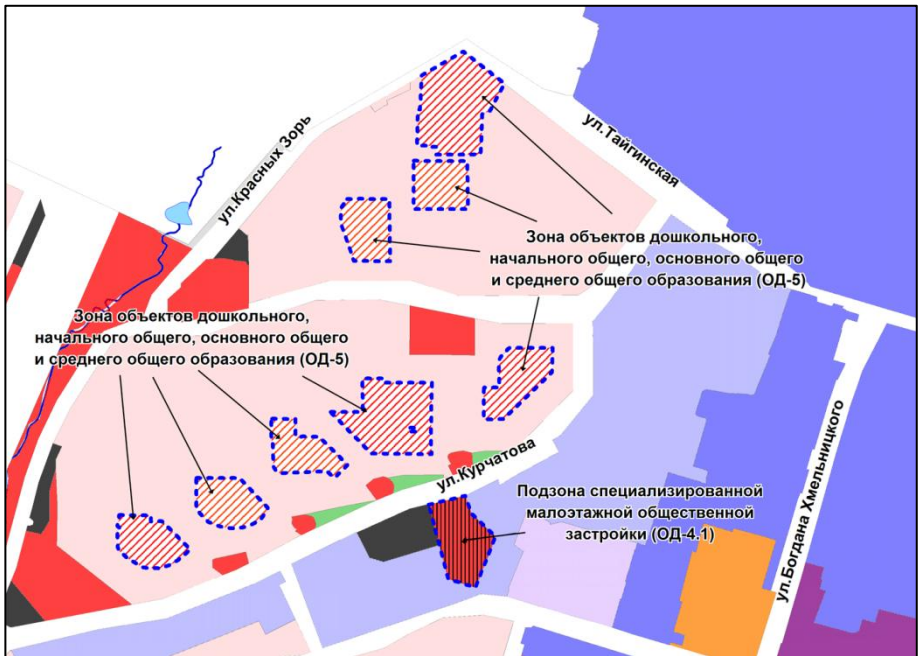 ул.Красных Зорь
ул.Тайгинская
Зона объектов дошкольного,
начального общего, основного общего
и среднего общего образования (ОД-5)
Зона объектов дошкольного,
начального общего, основного общего
и среднего общего образования (ОД-5)
ул.Курчатова
Подзона специализированной
малоэтажной общественной
застройки (ОД-4.1)
ул.Богдана Хмельницкого